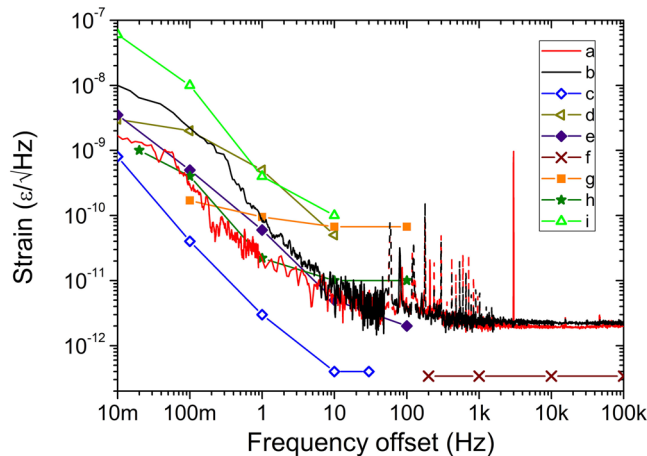 Strain (ε/√Hz)
10^-7
10^-8
10^-9
10^-10
10^-11
10^-12
a
b
c
d
e
f
g
h
i
10m 100m 1 10 100 1k 10k 100k
Frequency offset (Hz)